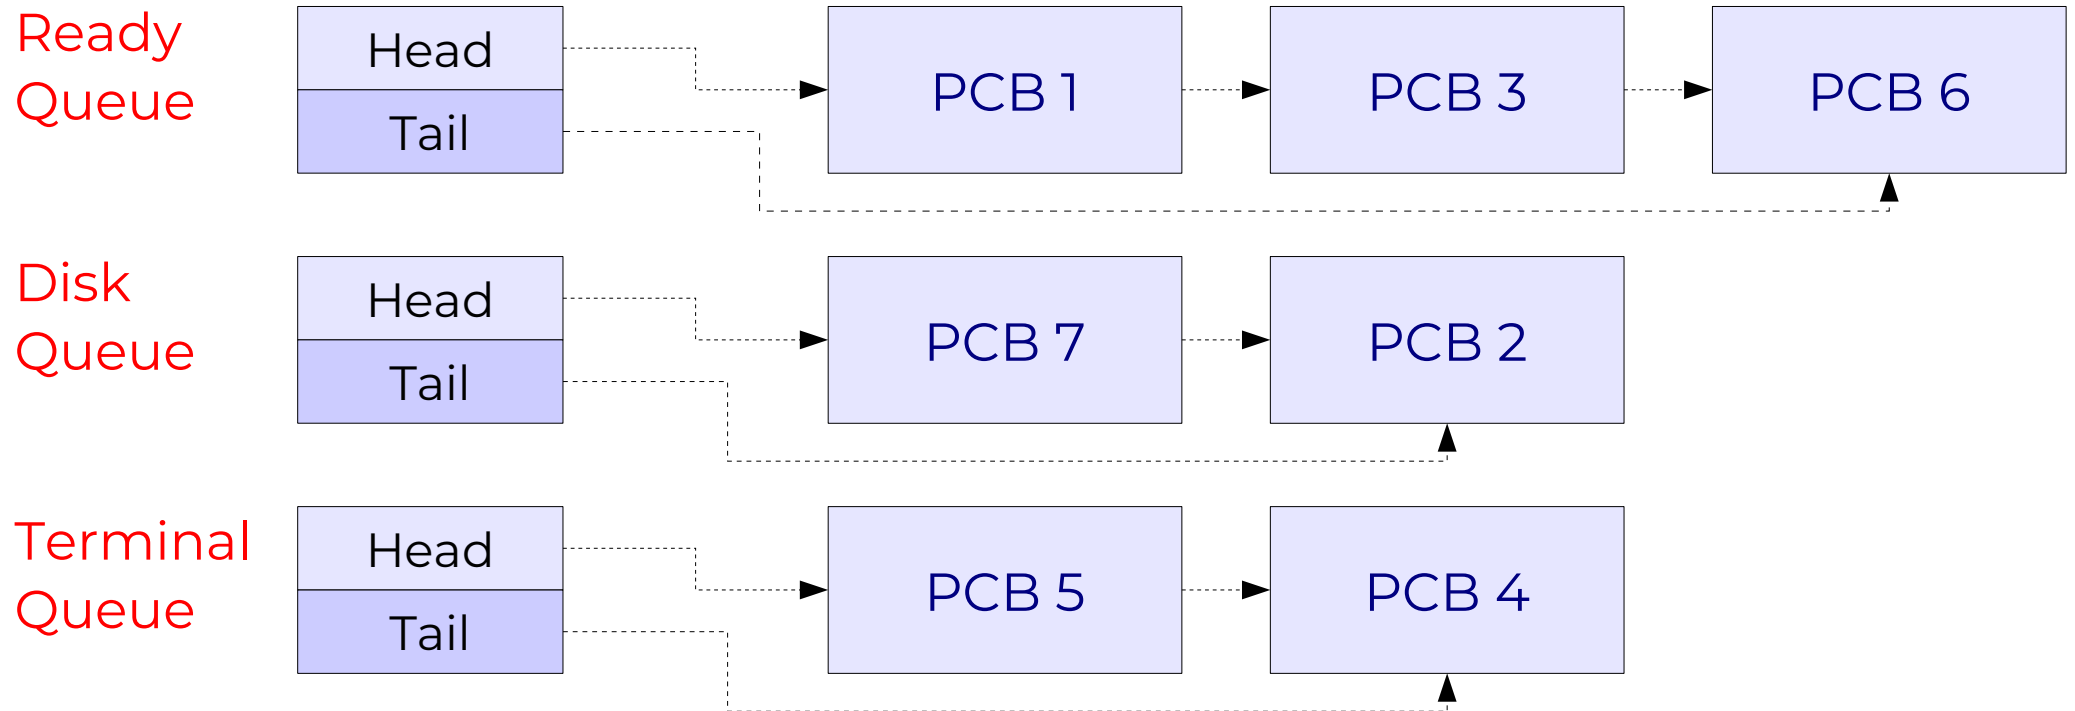 Ready
Queue
Head
Tail
PCB 1
PCB 3
PCB 6
Disk
Queue
Head
Tail
PCB 7
PCB 2
Terminal
Queue
Head
Tail
PCB 5
PCB 4